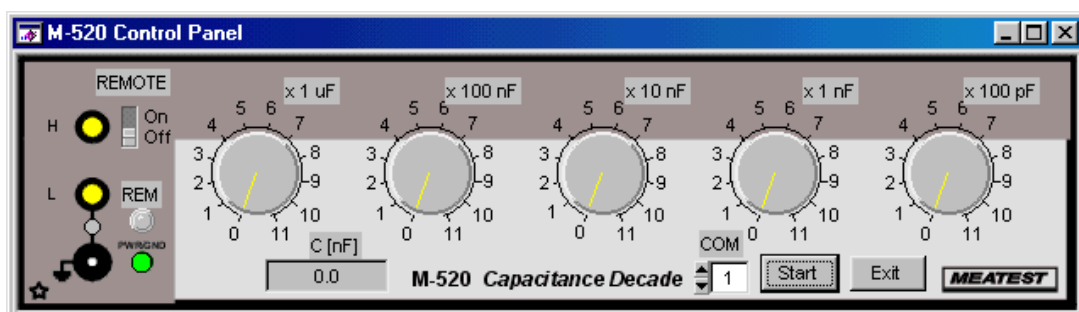 M-520 Control Panel
REMOTE
On
Off
H
L
REM
PWR/GND
x 1 uF
0 1 2 3 4 5 6 7 8 9 10 11
x 100 nF
0 1 2 3 4 5 6 7 8 9 10 11
x 10 nF
0 1 2 3 4 5 6 7 8 9 10 11
x 1 nF
0 1 2 3 4 5 6 7 8 9 10 11
x 100 pF
0 1 2 3 4 5 6 7 8 9 10 11
C [nF]
0.0
M-520 Capacitance Decade
COM
1
Start
Exit
MEATEST